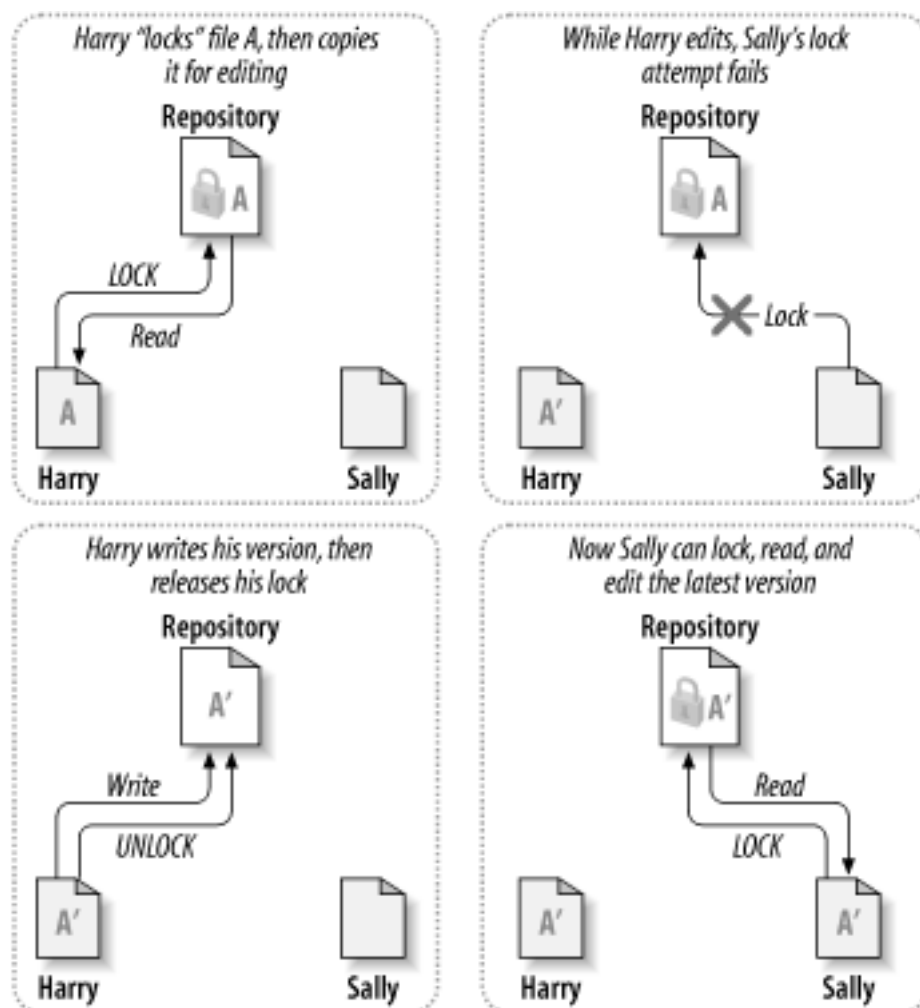 Harry “locks” file A, then copies
it for editing
Repository
A
LOCK
Read
A
Harry
Sally
While Harry edits, Sally’s lock
attempt fails
Repository
A
Lock
A′
Harry
Sally
Harry writes his version, then
releases his lock
Repository
A′
Write
UNLOCK
A′
Harry
Sally
Now Sally can lock, read, and
edit the latest version
Repository
A′
Read
LOCK
A′
A′
Harry
Sally